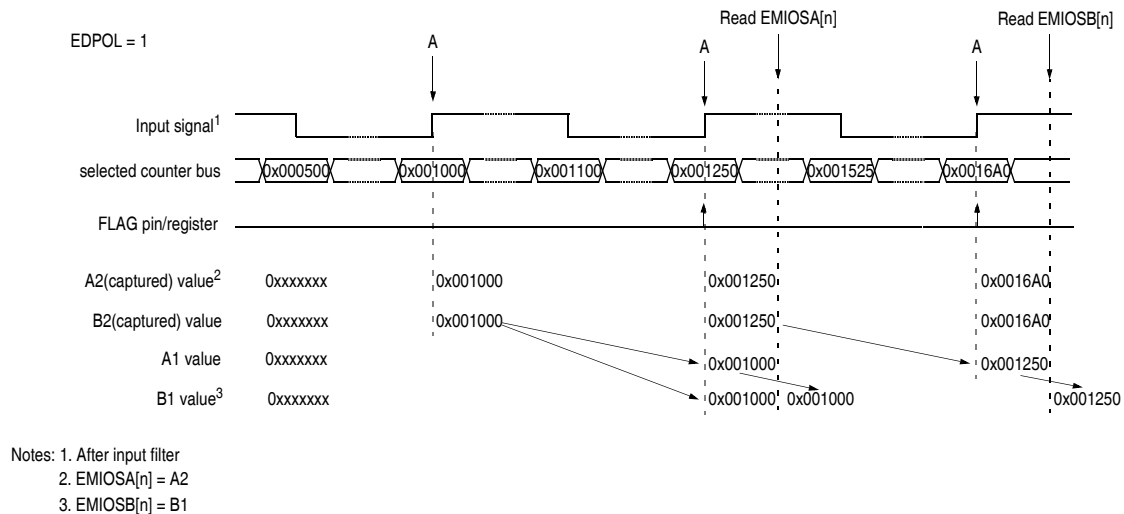 Read EMIOSA[n]
Read EMIOSB[n]
EDPOL = 1
A
A
A
Input signal1
selected counter bus 0x000500 0x001000 0x001100 0x001250 0x001525 0x0016A0
FLAG pin/register
A2(captured) value2 0xxxxxxx 0x001000 0x001250 0x0016A0
B2(captured) value 0xxxxxxx 0x001000 0x001250 0x0016A0
A1 value 0xxxxxxx 0x001000 0x001250
B1 value3 0xxxxxxx 0x001000 0x001000 0x001250
Notes: 1. After input filter
2. EMIOSA[n] = A2
3. EMIOSB[n] = B1